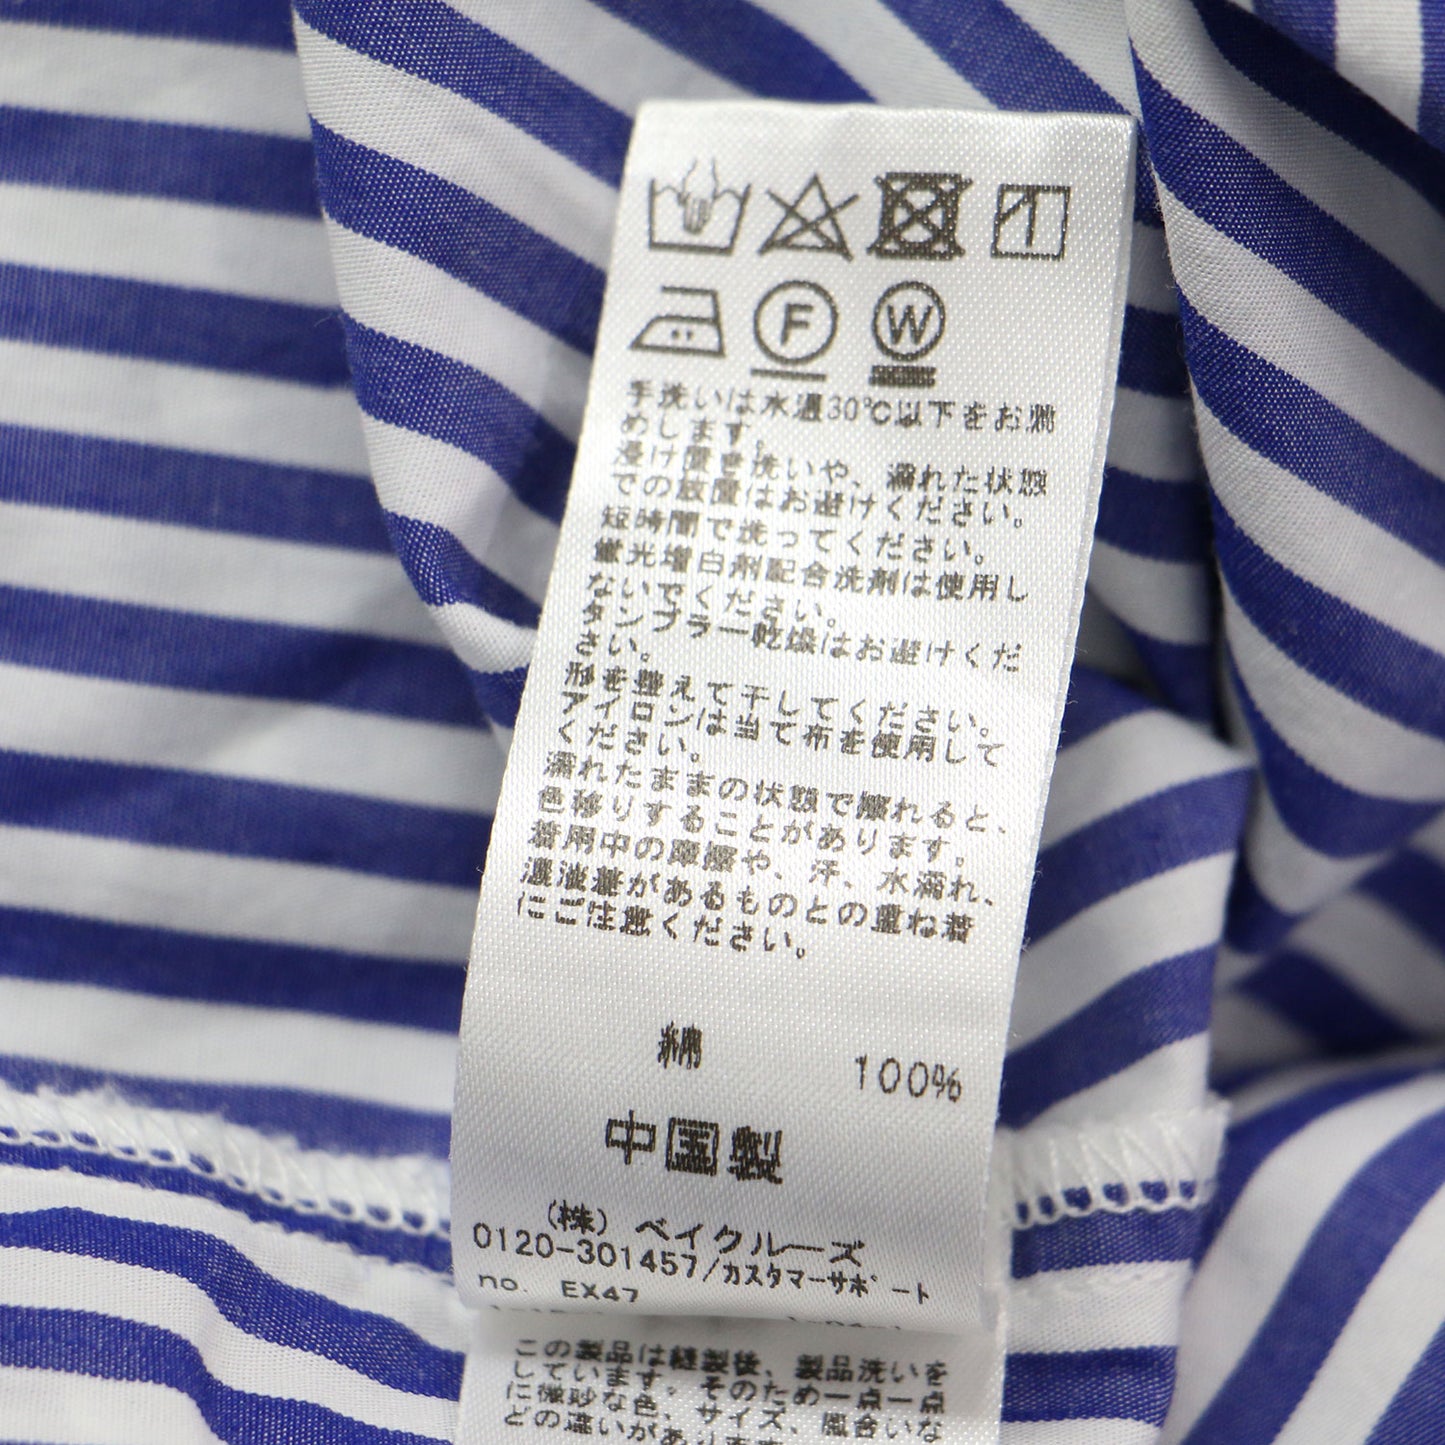 F W
手洗いは水温30℃以下をお勧
めします。
浸け置き洗いや、濡れた状態
での放置はお避けください。
短時間で洗ってください。
蛍光増白剤配合洗剤は使用し
ないでください。
タンブラー乾燥はお避けくだ
さい。
形を整えて干してください。
アイロンは当て布を使用して
ください。
濡れたままの状態で擦れると、
色移りすることがあります。
着用中の摩擦や、汗、水濡れ、
濃淡差があるものとの重ね着
にご注意ください。
綿 100%
中国製
(株) ベイクルーズ
0120-301457/カスタマーサポート
no. EX47
この製品は縫製後、製品洗いを
しています。そのため一点一点
に微妙な色、サイズ、風合いな
どの違いがあります